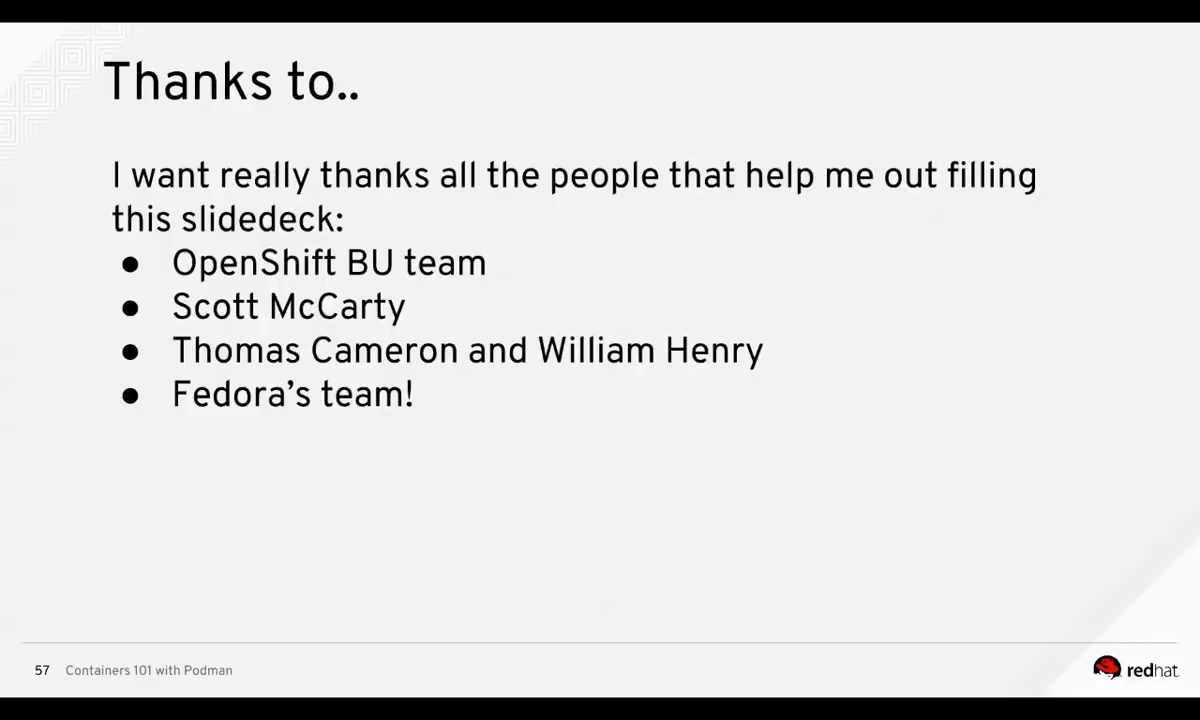 Thanks to..
I want really thanks all the people that help me out filling
this slidedeck:
● OpenShift BU team
● Scott McCarty
● Thomas Cameron and William Henry
● Fedora’s team!
57 Containers 101 with Podman
redhat.